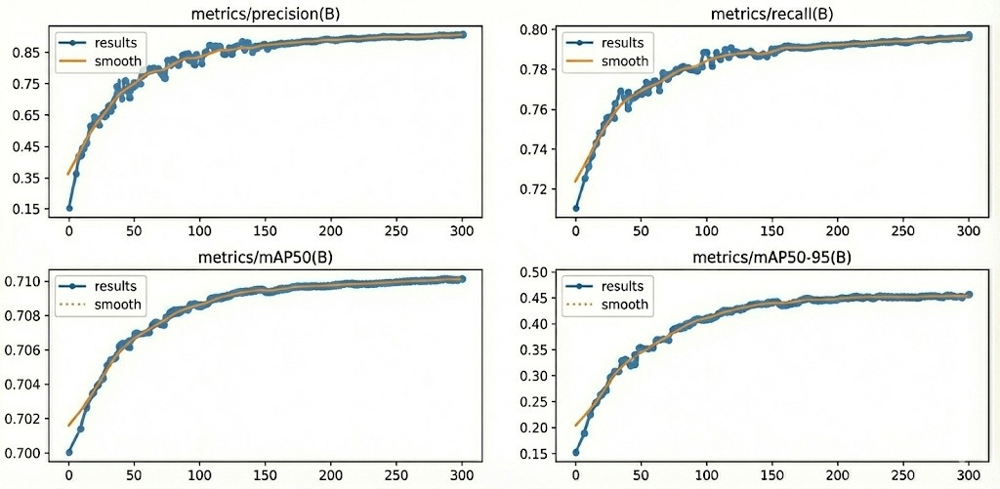 metrics/precision(B)
0.85
0.75
0.65
0.45
0.35
0.15
results
smooth
0 50 100 150 200 250 300
metrics/recall(B)
0.80
0.78
0.76
0.74
0.72
results
smooth
0 50 100 150 200 250 300
metrics/mAP50(B)
0.710
0.708
0.706
0.704
0.702
0.700
results
smooth
0 50 100 150 200 250 300
metrics/mAP50-95(B)
0.50
0.45
0.40
0.35
0.30
0.25
0.20
0.15
results
smooth
0 50 100 150 200 250 300